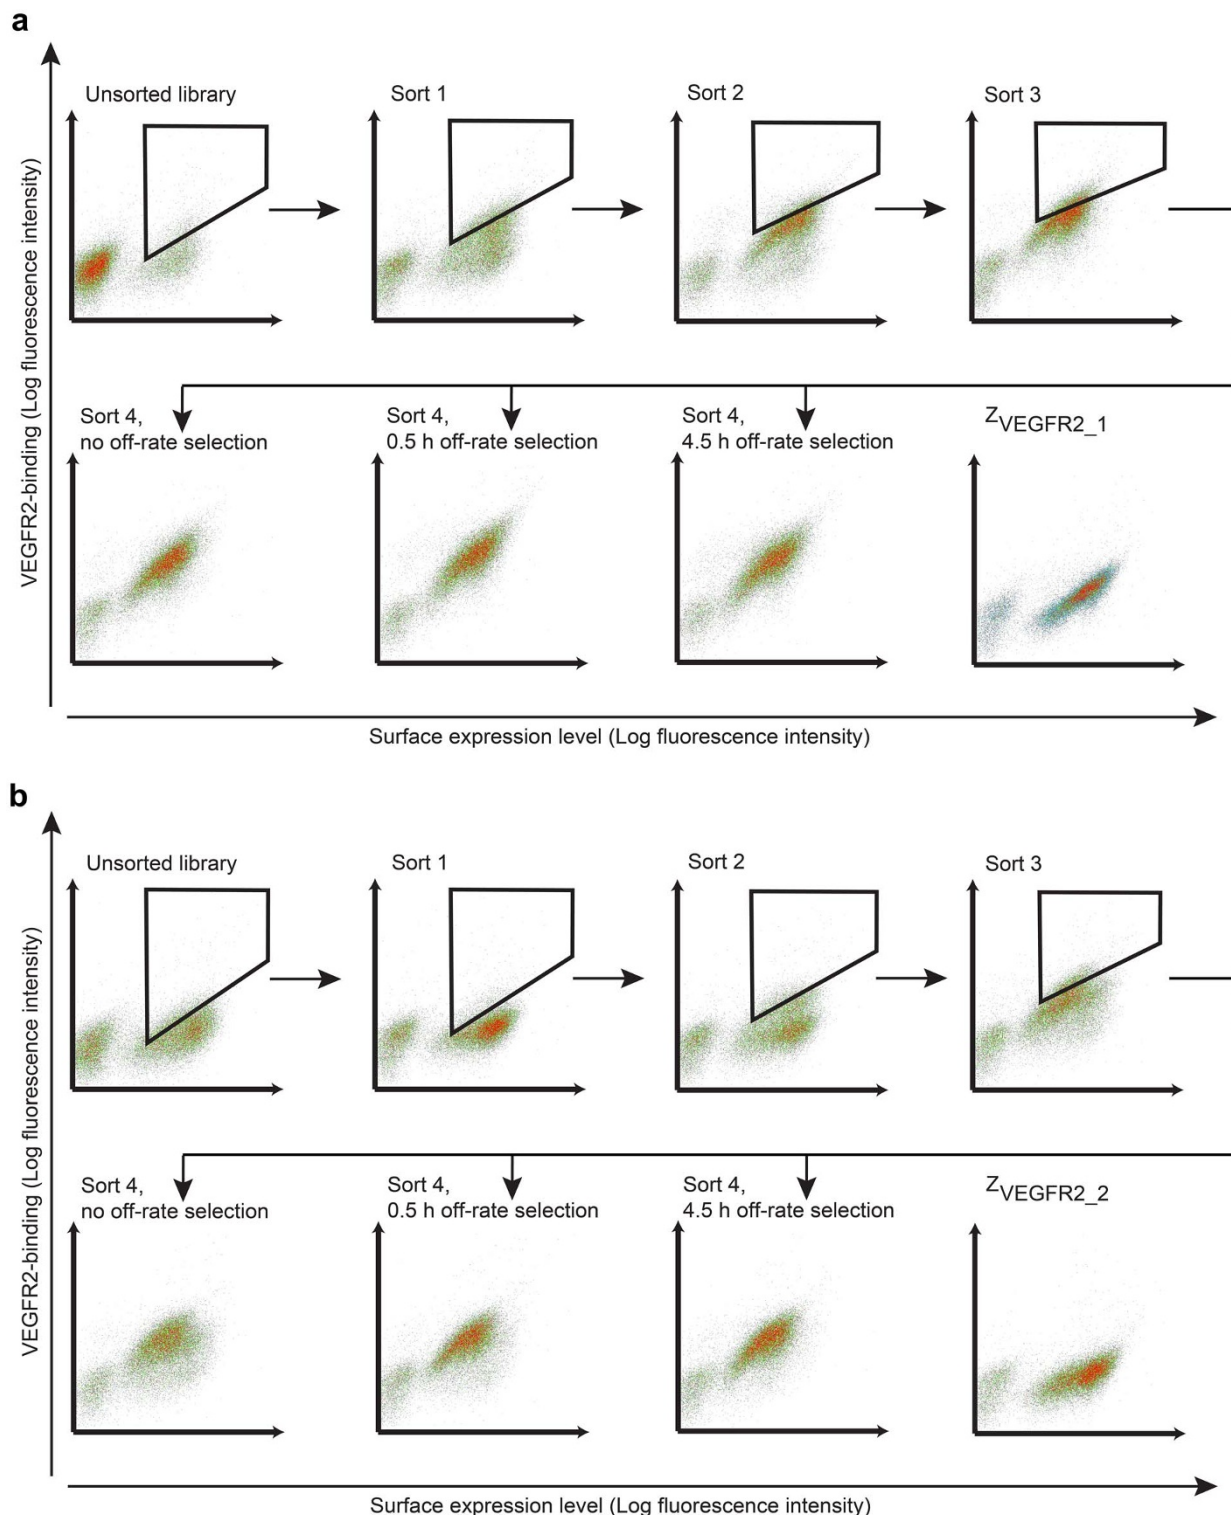 a
Unsorted library
Sort 1
Sort 2
Sort 3
VEGFR2-binding (Log fluorescence intensity)
Sort 4,
no off-rate selection
Sort 4,
0.5 h off-rate selection
Sort 4,
4.5 h off-rate selection
ZVEGFR2_1
Surface expression level (Log fluorescence intensity)
b
Unsorted library
Sort 1
Sort 2
Sort 3
VEGFR2-binding (Log fluorescence intensity)
Sort 4,
no off-rate selection
Sort 4,
0.5 h off-rate selection
Sort 4,
4.5 h off-rate selection
ZVEGFR2_2
Surface expression level (Log fluorescence intensity)